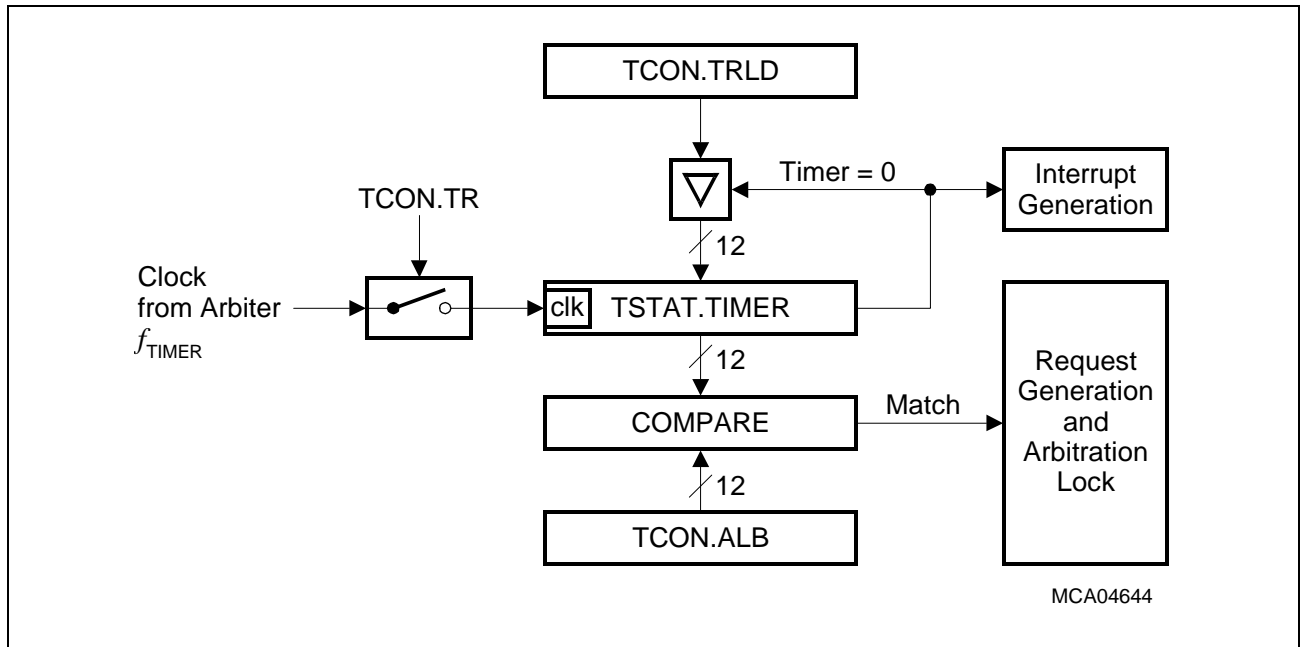 TCON.TRLD
Timer = 0
Interrupt
Generation
TCON.TR
12
Clock
from Arbiter
fTIMER
clk
TSTAT.TIMER
12
Request
Generation
and
Arbitration
Lock
COMPARE
Match
12
TCON.ALB
MCA04644